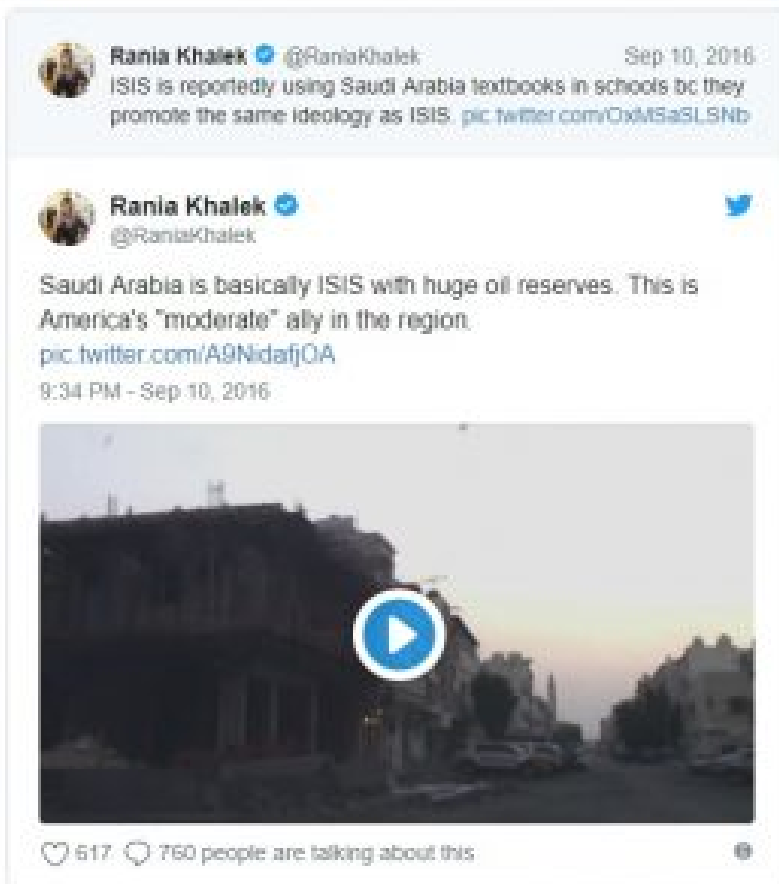 Rania Khalek @RaniaKhalek Sep 10, 2016
ISIS is reportedly using Saudi Arabia textbooks in schools bc they
promote the same ideology as ISIS. pic.twitter.com/OxMSaSLSNb
Rania Khalek
@RaniaKhalek
Saudi Arabia is basically ISIS with huge oil reserves. This is
America's "moderate" ally in the region.
pic.twitter.com/A9NidafjOA
9:34 PM - Sep 10, 2016
617 760 people are talking about this